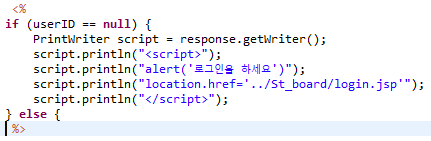 <%
if (userID == null) {
PrintWriter script = response.getWriter();
script.println("<script>");
script.println("alert('로그인을 하세요')");
script.println("location.href='../St_board/login.jsp'");
script.println("</script>");
} else {
%>